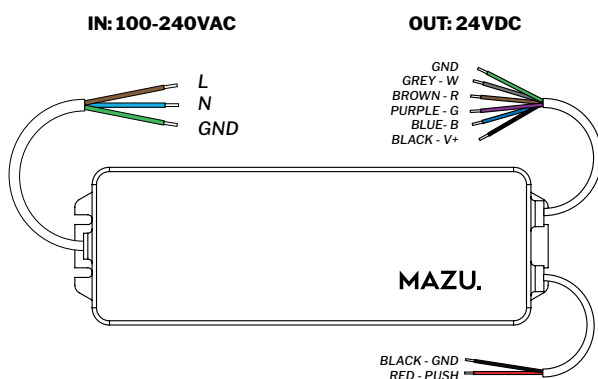 IN: 100-240VAC
OUT: 24VDC
L
N
GND
GND
GREY - W
BROWN - R
PURPLE - G
BLUE- B
BLACK - V+
MAZU.
BLACK - GND
RED - PUSH